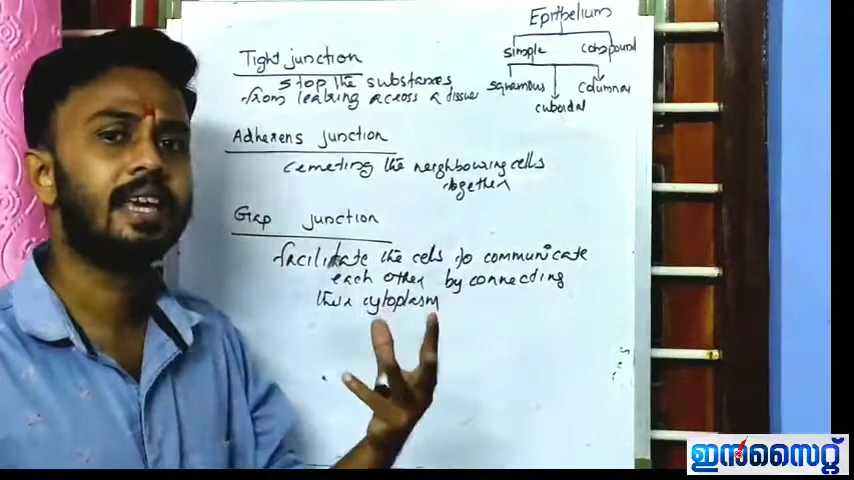 Epithelium
simple compound
squamous cuboidal columnar
Tight junction
stop the substances
from leaking across a tissue
Adherens junction
cemeting the neighbouring cells
together
Gap junction
facilitate the cells to communicate
each other by connecting
their cytoplasm
ഇൻസൈറ്റ്